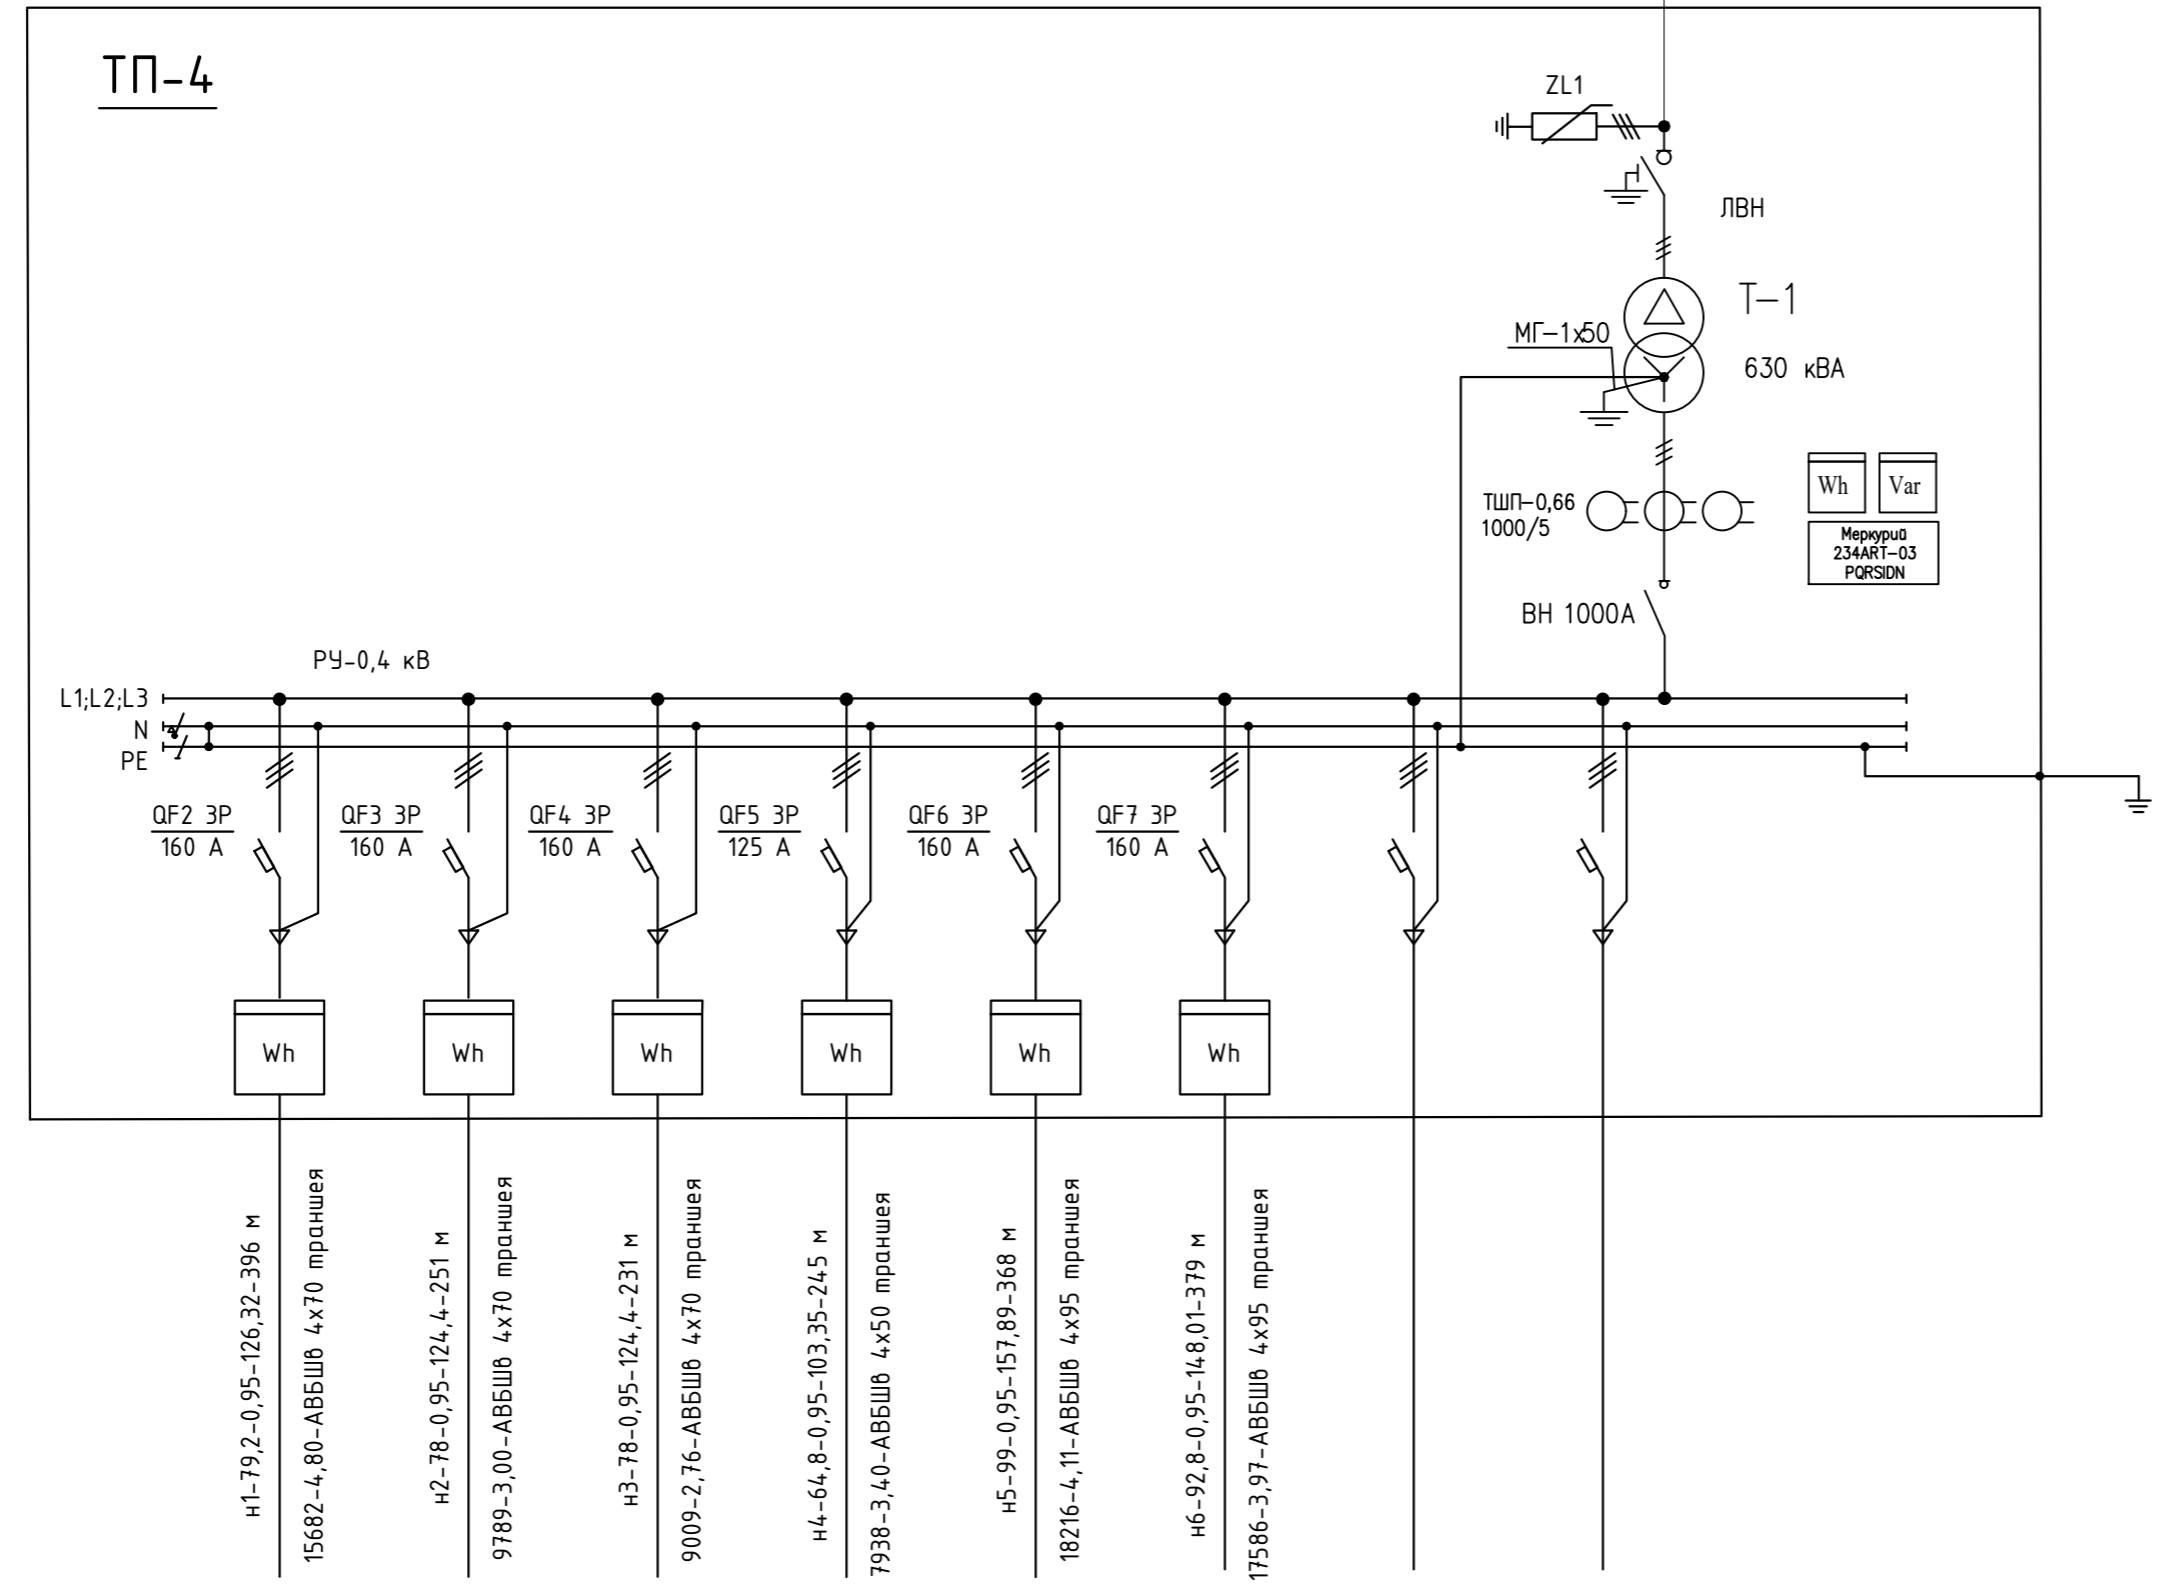 ТП-4
ZL1
ЛВН
Т-1
МГ-1х50
630 кВА
Wh
Var
ТШП-0,66
1000/5
Меркурий
234ART-03
PQRSIDN
ВН 1000А
РУ-0,4 кВ
L1;L2;L3
N
PE
QF2 3P
160 А
QF3 3P
160 А
QF4 3P
160 А
QF5 3P
125 А
QF6 3P
160 А
QF7 3P
160 А
Wh
Wh
Wh
Wh
Wh
Wh
н1-79,2-0,95-126,32-396 м
15682-4,80-АВБШв 4х70 траншея
н2-78-0,95-124,4-251 м
9789-3,00-АВБШв 4х70 траншея
н3-78-0,95-124,4-231 м
9009-2,76-АВБШв 4х70 траншея
н4-64,8-0,95-103,35-245 м
7938-3,40-АВБШв 4х50 траншея
н5-99-0,95-157,89-368 м
18216-4,11-АВБШв 4х95 траншея
н6-92,8-0,95-148,01-379 м
17586-3,97-АВБШв 4х95 траншея